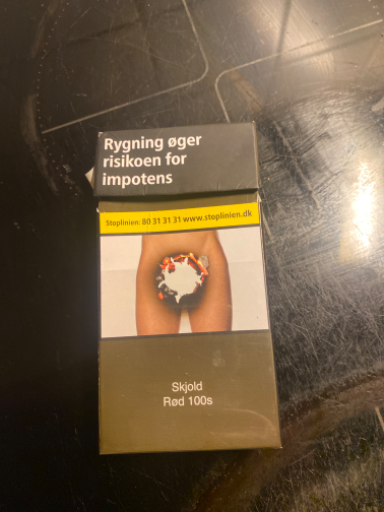 Rygning øger
risikoen for
impotens
Stoplinien: 80 31 31 31 www.stoplinien.dk
Skjold
Rød 100s